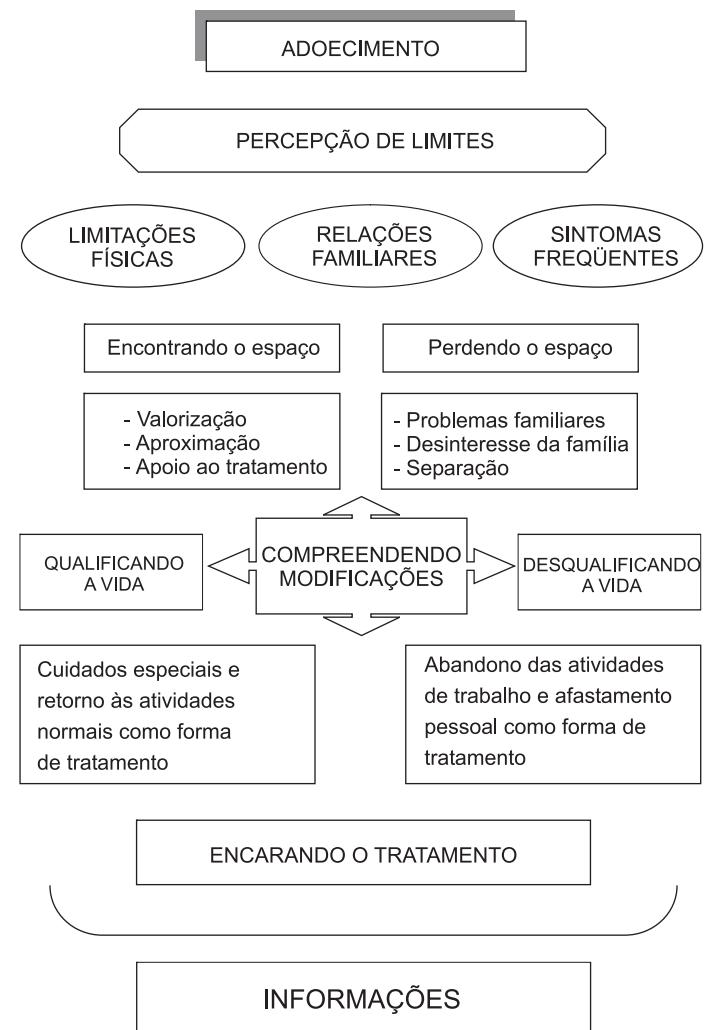 ADOECIMENTO
PERCEPÇÃO DE LIMITES
LIMITAÇÕES
FÍSICAS
RELAÇÕES
FAMILIARES
SINTOMAS
FREQÜENTES
Encontrando o espaço
Perdendo o espaço
- Valorização
- Aproximação
- Apoio ao tratamento
- Problemas familiares
- Desinteresse da família
- Separação
QUALIFICANDO
A VIDA
COMPREENDENDO
MODIFICAÇÕES
DESQUALIFICANDO
A VIDA
Cuidados especiais e
retorno às atividades
normais como forma
de tratamento
Abandono das atividades
de trabalho e afastamento
pessoal como forma de
tratamento
ENCARANDO O TRATAMENTO
INFORMAÇÕES